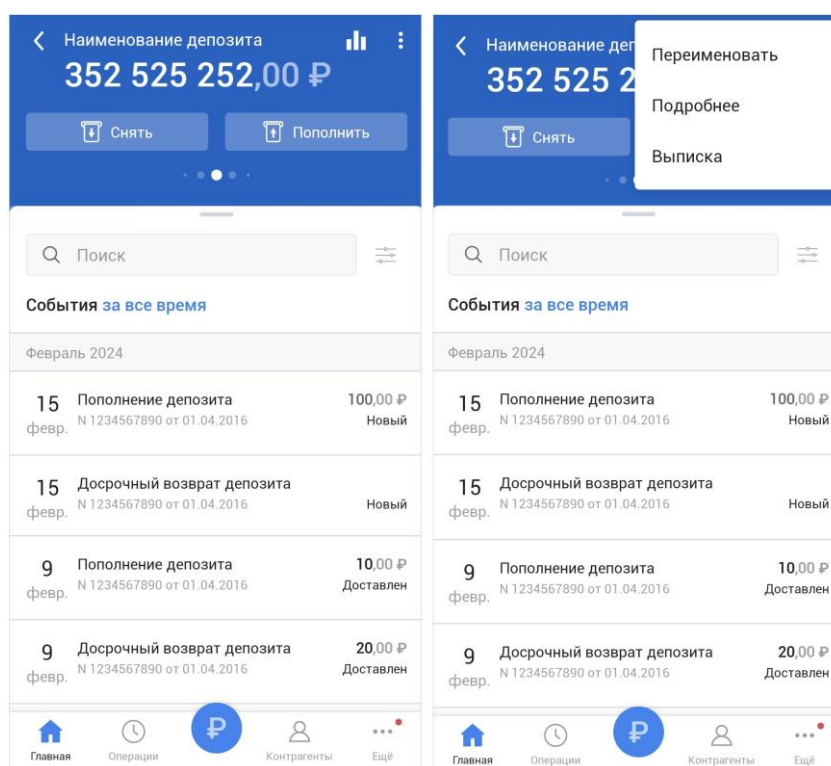 Наименование депозита
352 525 252,00 ₽
Снять
Пополнить
Поиск
События за все время
Февраль 2024
15 Пополнение депозита 100,00 ₽
февр. N 1234567890 от 01.04.2016 Новый
15 Досрочный возврат депозита
февр. N 1234567890 от 01.04.2016 Новый
9 Пополнение депозита 10,00 ₽
февр. N 1234567890 от 01.04.2016 Доставлен
9 Досрочный возврат депозита 20,00 ₽
февр. N 1234567890 от 01.04.2016 Доставлен
₽
Главная Операции Контрагенты Ещё
Наименование деп
352 525 2
Переименовать
Подробнее
Выписка
Снять
Поиск
События за все время
Февраль 2024
15 Пополнение депозита 100,00 ₽
февр. N 1234567890 от 01.04.2016 Новый
15 Досрочный возврат депозита
февр. N 1234567890 от 01.04.2016 Новый
9 Пополнение депозита 10,00 ₽
февр. N 1234567890 от 01.04.2016 Доставлен
9 Досрочный возврат депозита 20,00 ₽
февр. N 1234567890 от 01.04.2016 Доставлен
₽
Главная Операции Контрагенты Ещё